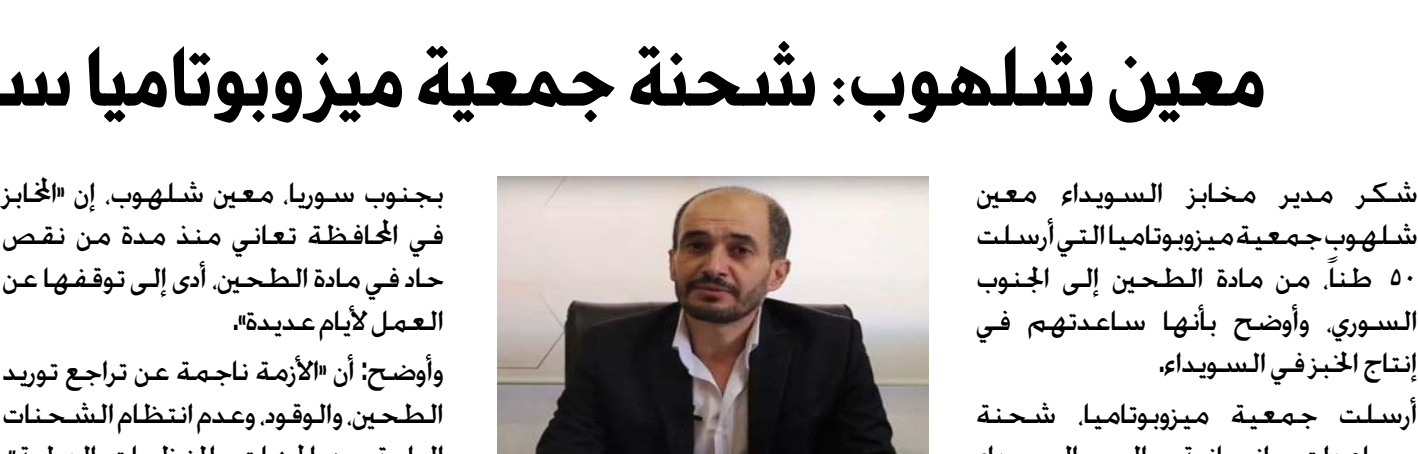 معين شلهوب: شحنة جمعية ميزوبوتاميا
شكر مدير مخابز السويداء معين
شلهوب جمعية ميزوبوتاميا التي أرسلت
٥٠ طناً، من مادة الطحين إلى الجنوب
السوري، وأوضح بأنها ساعدتهم في
إنتاج الخبز في السويداء.
أرسلت جمعية ميزوبوتاميا، شحنة
بجنوب سوريا، معين شلهوب، إن «المخابز
في المحافظة تعاني منذ مدة من نقص
حاد في مادة الطحين، أدى إلى توقفها عن
العمل لأيام عديدة».
وأوضح: أن «الأزمة ناجمة عن تراجع توريد
الطحين، والوقود، وعدم انتظام الشحنات